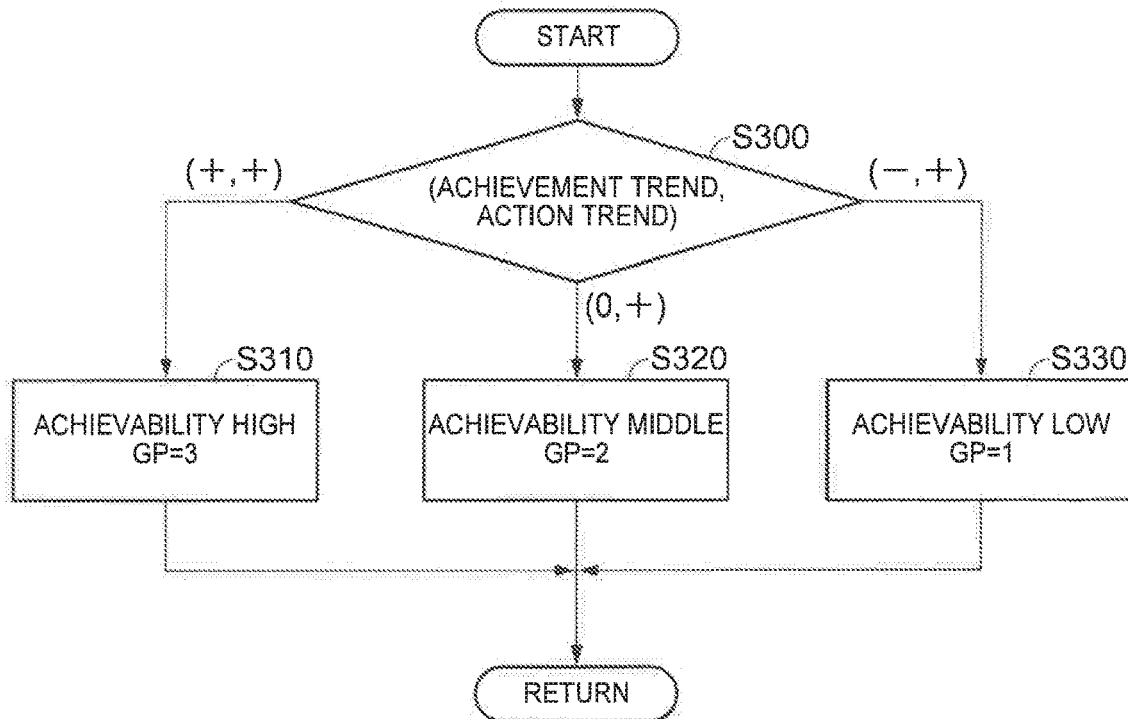 START
S300
(+,+)
(ACHIEVEMENT TREND,
ACTION TREND)
(−,+)
(0,+)
S310
S320
S330
ACHIEVABILITY HIGH
GP=3
ACHIEVABILITY MIDDLE
GP=2
ACHIEVABILITY LOW
GP=1
RETURN